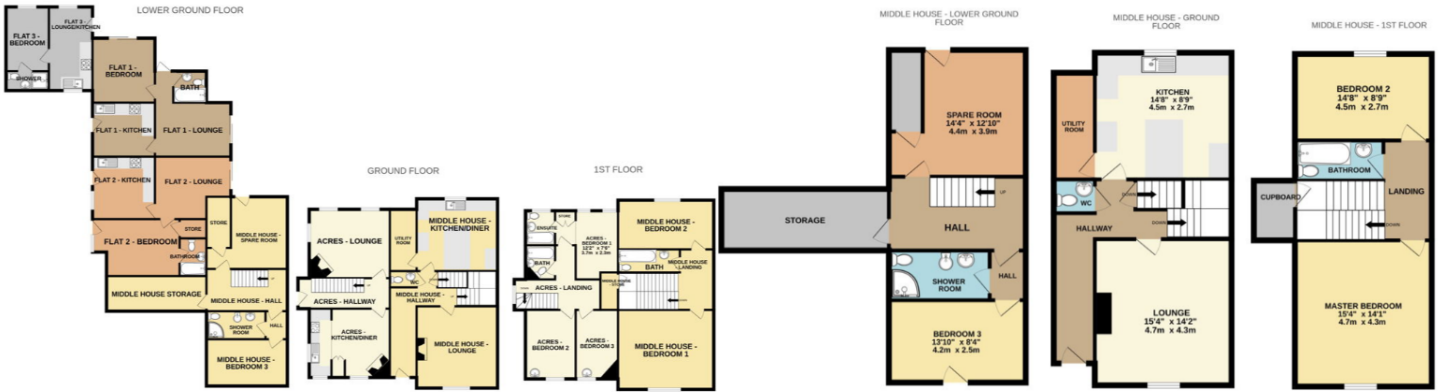 LOWER GROUND FLOOR
FLAT 3 -
BEDROOM
FLAT 3 -
LOUNGE/KITCHEN
SHOWER
FLAT 1 -
BEDROOM
BATH
FLAT 1 - KITCHEN
FLAT 1 - LOUNGE
FLAT 2 - KITCHEN
FLAT 2 - LOUNGE
STORE
STORE
MIDDLE HOUSE -
SPARE ROOM
FLAT 2 - BEDROOM
BATHROOM
MIDDLE HOUSE STORAGE
MIDDLE HOUSE - HALL
SHOWER
ROOM
HALL
MIDDLE HOUSE -
BEDROOM 3
GROUND FLOOR
ACRES - LOUNGE
UTILITY
ROOM
MIDDLE HOUSE -
KITCHEN/DINER
WC
ACRES - HALLWAY
MIDDLE HOUSE -
HALLWAY
ACRES -
KITCHEN/DINER
MIDDLE HOUSE
- LOUNGE
1ST FLOOR
ENSUITE
STORE
ACRES -
BEDROOM 1
12'2" x 7'6"
MIDDLE HOUSE -
BEDROOM 2
BATH
BATH
MIDDLE HOUSE
LANDING
ACRES - LANDING
ACRES -
BEDROOM 2
ACRES -
BEDROOM 3
MIDDLE HOUSE -
BEDROOM 1
MIDDLE HOUSE - LOWER GROUND
FLOOR
SPARE ROOM
14'4" x 12'10"
4.4m x 3.9m
UP
STORAGE
HALL
HALL
SHOWER
ROOM
BEDROOM 3
13'10" x 8'4"
4.2m x 2.5m
MIDDLE HOUSE - GROUND
FLOOR
KITCHEN
14'8" x 8'9"
4.5m x 2.7m
UTILITY
ROOM
WC
DOWN
DOWN
HALLWAY
LOUNGE
15'4" x 14'2"
4.7m x 4.3m
MIDDLE HOUSE - 1ST FLOOR
BEDROOM 2
14'8" x 8'9"
4.5m x 2.7m
BATHROOM
CUPBOARD
LANDING
DOWN
MASTER BEDROOM
15'4" x 14'1"
4.7m x 4.3m